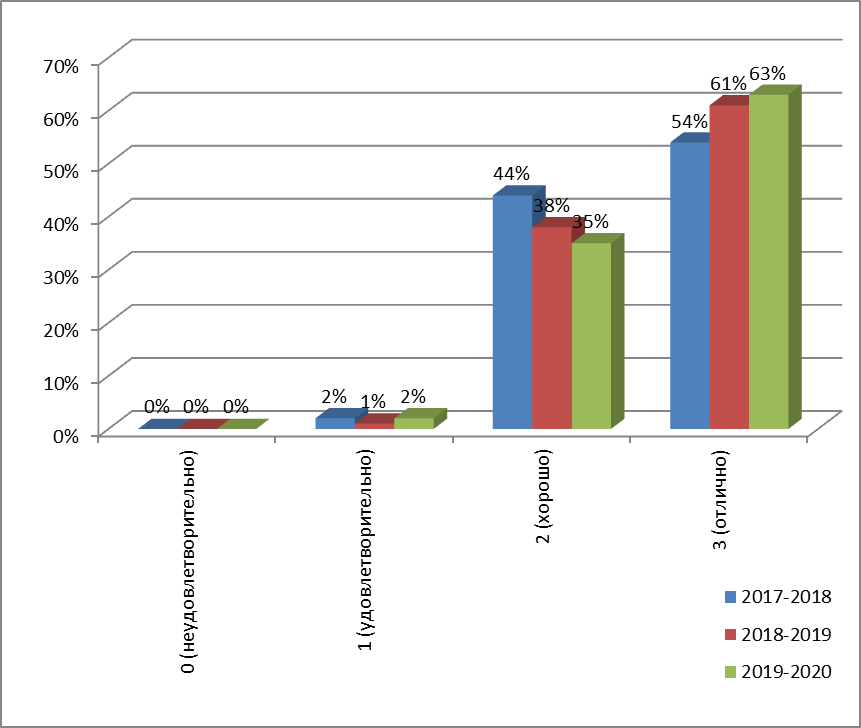 70%
60%
50%
40%
30%
20%
10%
0%
0% 0% 0%
2% 1% 2%
44% 38% 35%
54% 61% 63%
0 (неудовлетворительно)
1 (удовлетворительно)
2 (хорошо)
3 (отлично)
2017-2018
2018-2019
2019-2020